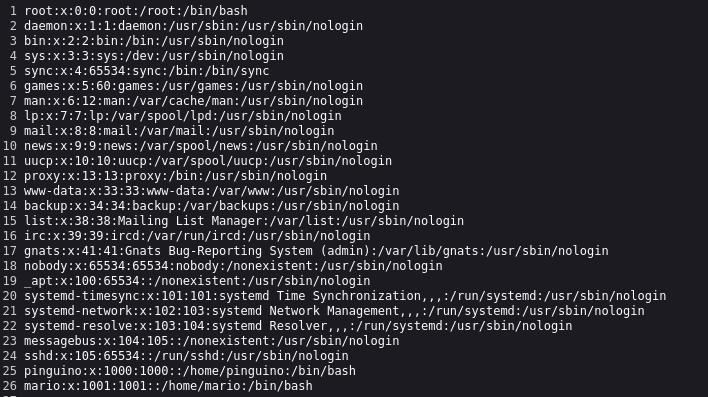 1 root:x:0:0:root:/root:/bin/bash
2 daemon:x:1:1:daemon:/usr/sbin:/usr/sbin/nologin
3 bin:x:2:2:bin:/bin:/usr/sbin/nologin
4 sys:x:3:3:sys:/dev:/usr/sbin/nologin
5 sync:x:4:65534:sync:/bin:/bin/sync
6 games:x:5:60:games:/usr/games:/usr/sbin/nologin
7 man:x:6:12:man:/var/cache/man:/usr/sbin/nologin
8 lp:x:7:7:lp:/var/spool/lpd:/usr/sbin/nologin
9 mail:x:8:8:mail:/var/mail:/usr/sbin/nologin
10 news:x:9:9:news:/var/spool/news:/usr/sbin/nologin
11 uucp:x:10:10:uucp:/var/spool/uucp:/usr/sbin/nologin
12 proxy:x:13:13:proxy:/bin:/usr/sbin/nologin
13 www-data:x:33:33:www-data:/var/www:/usr/sbin/nologin
14 backup:x:34:34:backup:/var/backups:/usr/sbin/nologin
15 list:x:38:38:Mailing List Manager:/var/list:/usr/sbin/nologin
16 irc:x:39:39:ircd:/var/run/ircd:/usr/sbin/nologin
17 gnats:x:41:41:Gnats Bug-Reporting System (admin):/var/lib/gnats:/usr/sbin/nologin
18 nobody:x:65534:65534:nobody:/nonexistent:/usr/sbin/nologin
19 _apt:x:100:65534::/nonexistent:/usr/sbin/nologin
20 systemd-timesync:x:101:101:systemd Time Synchronization,,,:/run/systemd:/usr/sbin/nologin
21 systemd-network:x:102:103:systemd Network Management,,,:/run/systemd:/usr/sbin/nologin
22 systemd-resolve:x:103:104:systemd Resolver,,,:/run/systemd:/usr/sbin/nologin
23 messagebus:x:104:105::/nonexistent:/usr/sbin/nologin
24 sshd:x:105:65534::/run/sshd:/usr/sbin/nologin
25 pinguino:x:1000:1000::/home/pinguino:/bin/bash
26 mario:x:1001:1001::/home/mario:/bin/bash